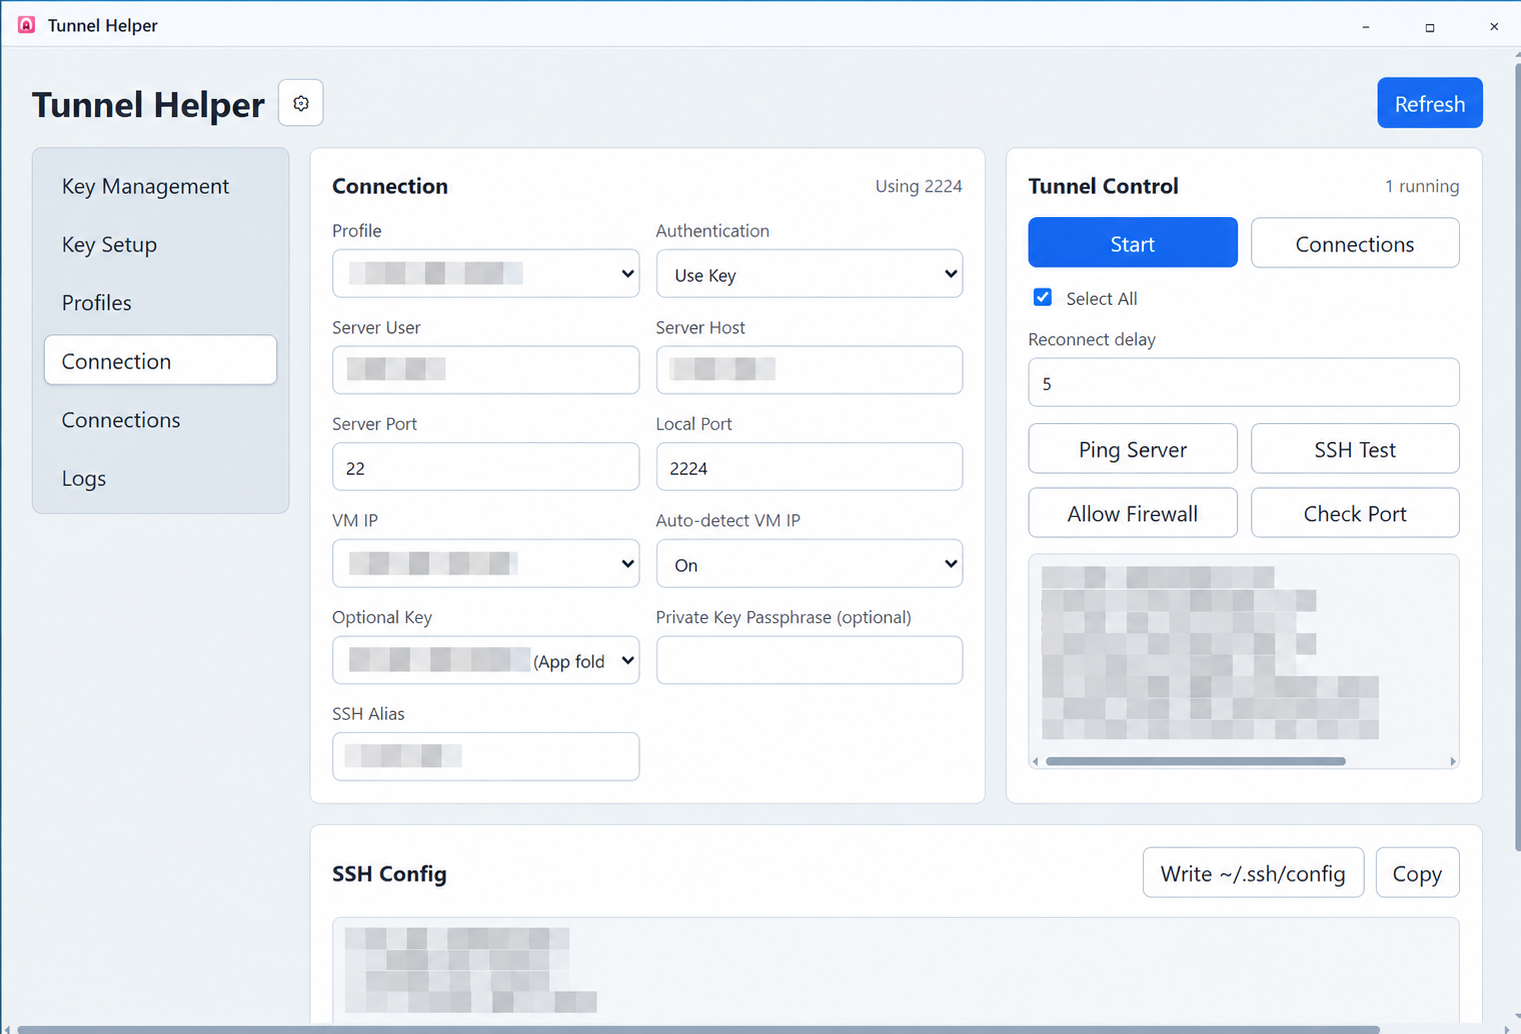 Tunnel Helper
Tunnel Helper
Refresh
Key Management
Key Setup
Profiles
Connection
Connections
Logs
Connection
Using 2224
Profile
Authentication
Use Key
Server User
Server Host
Server Port
Local Port
22
2224
VM IP
Auto-detect VM IP
On
Optional Key
Private Key Passphrase (optional)
(App fold
SSH Alias
Tunnel Control
1 running
Start
Connections
Select All
Reconnect delay
5
Ping Server
SSH Test
Allow Firewall
Check Port
SSH Config
Write ~/.ssh/config
Copy